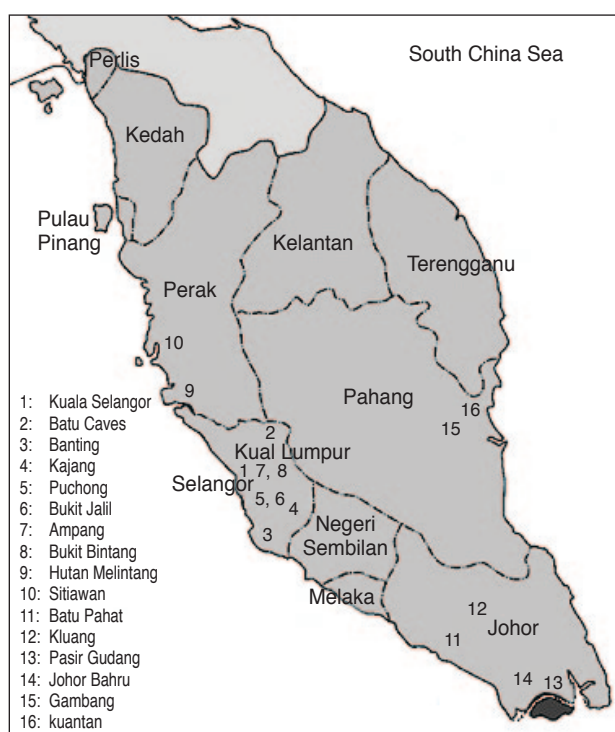 South China Sea
Perlis
Kedah
Pulau
Pinang
Kelantan
Terengganu
Perak
10
9
Pahang
16
15
2
Kual Lumpur
1 7, 8
Selangor
5, 6
4
3
Negeri
Sembilan
Melaka
12
Johor
11
14 13
1: Kuala Selangor
2: Batu Caves
3: Banting
4: Kajang
5: Puchong
6: Bukit Jalil
7: Ampang
8: Bukit Bintang
9: Hutan Melintang
10: Sitiawan
11: Batu Pahat
12: Kluang
13: Pasir Gudang
14: Johor Bahru
15: Gambang
16: kuantan